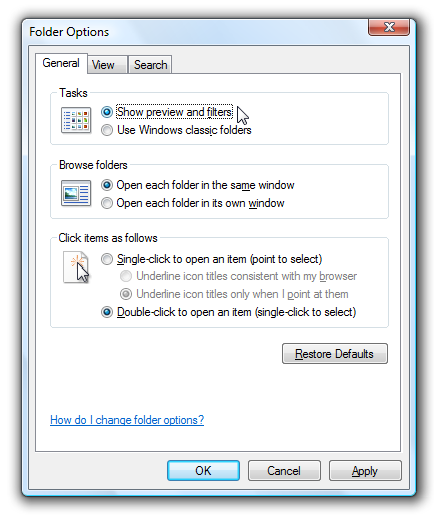 Folder Options
General
View
Search
Tasks
Show preview and filters
Use Windows classic folders
Browse folders
Open each folder in the same window
Open each folder in its own window
Click items as follows
Single-click to open an item (point to select)
Underline icon titles consistent with my browser
Underline icon titles only when I point at them
Double-click to open an item (single-click to select)
Restore Defaults
How do I change folder options?
OK
Cancel
Apply